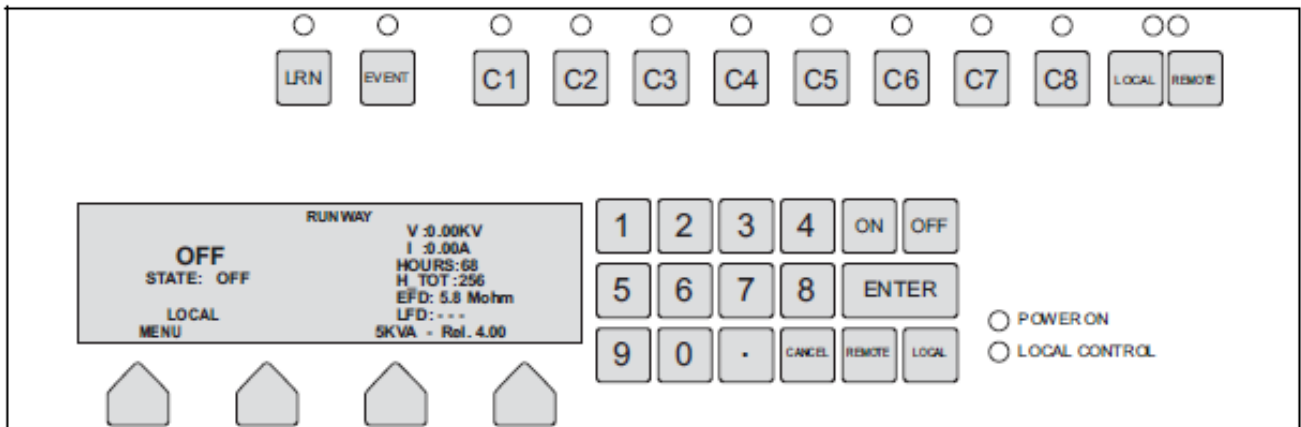 LRN EVENT C1 C2 C3 C4 C5 C6 C7 C8 LOCAL REMOTE
RUNWAY
V :0.00KV
OFF
I :0.00A
HOURS:68
STATE: OFF
H_TOT:256
EFD: 5.8 Mohm
LOCAL
LFD:---
MENU
5KVA - Rel. 4.00
1 2 3 4 ON OFF
5 6 7 8 ENTER
9 0 . CANCEL REMOTE LOCAL
POWER ON
LOCAL CONTROL